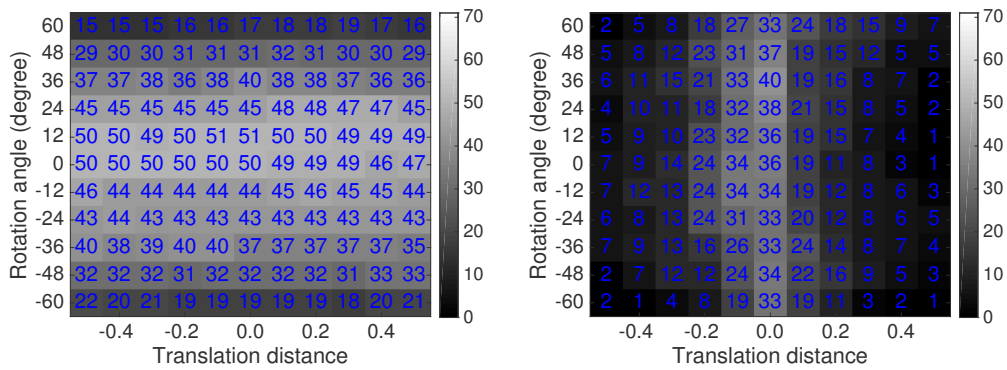 Rotation angle (degree)
60 15 15 15 16 16 17 18 18 19 17 16
48 29 30 30 31 31 31 32 31 30 30 29
36 37 37 38 36 38 40 38 38 37 36 36
24 45 45 45 45 45 45 48 48 47 47 45
12 50 50 49 50 51 51 50 50 49 49 49
0 50 50 50 50 50 50 49 49 49 46 47
-12 46 44 44 44 44 44 45 46 45 45 44
-24 43 44 43 43 43 43 43 43 43 43 43
-36 40 38 39 40 40 37 37 37 37 37 35
-48 32 32 32 31 32 32 32 32 31 33 33
-60 22 20 21 19 19 19 19 19 18 20 21
-0.4 -0.2 0.0 0.2 0.4
Translation distance
70
60
50
40
30
20
10
0
Rotation angle (degree)
60 2 5 8 18 27 33 24 18 15 9 7
48 5 8 12 23 31 37 19 15 12 5 5
36 6 11 15 21 33 40 19 16 8 7 2
24 4 10 11 18 32 38 21 15 8 5 2
12 5 9 10 23 32 36 19 15 7 4 1
0 7 9 14 24 34 36 19 11 8 3 1
-12 7 12 13 24 34 34 19 12 8 6 3
-24 6 8 13 24 31 33 20 12 8 6 5
-36 7 9 13 16 26 33 24 14 8 7 4
-48 2 7 12 12 24 34 22 16 9 5 3
-60 2 1 4 8 19 33 19 11 3 2 1
-0.4 -0.2 0.0 0.2 0.4
Translation distance
70
60
50
40
30
20
10
0